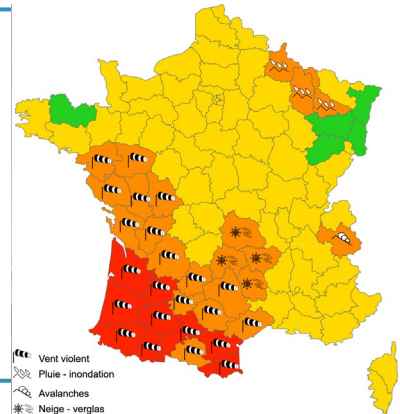 Vent violent
Pluie - inondation
Avalanches
Neige - verglas